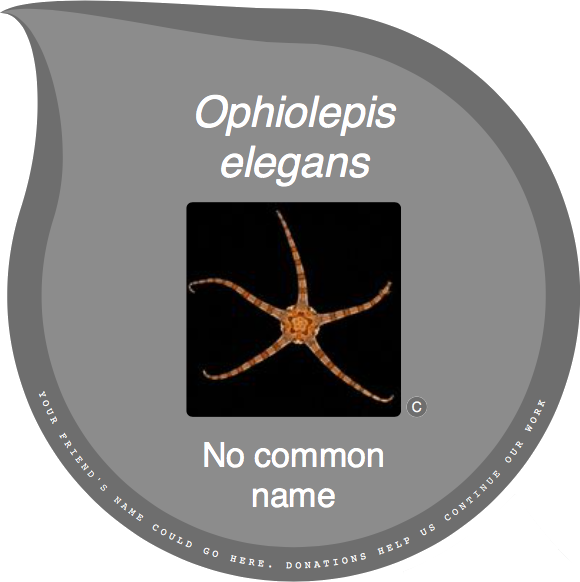 Ophiolepis
elegans
C
No common
name
YOUR FRIEND'S NAME COULD GO HERE. DONATIONS HELP US CONTINUE OUR WORK